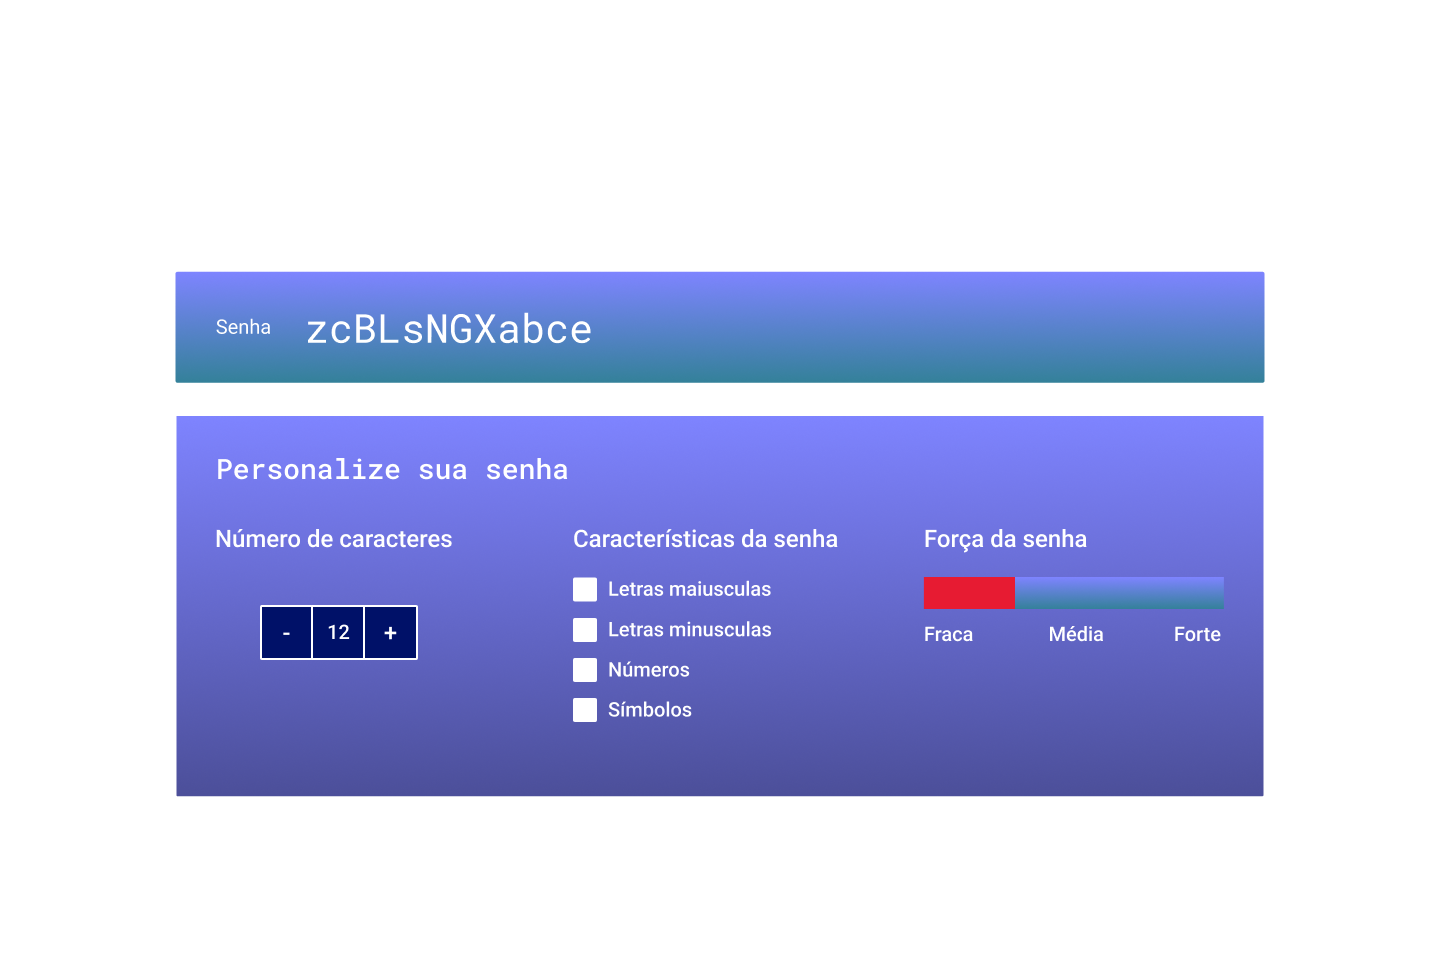 Senha zcBLsNGXabce
Personalize sua senha
Número de caracteres
- 12 +
Características da senha
Letras maiusculas
Letras minusculas
Números
Símbolos
Força da senha
Fraca Média Forte